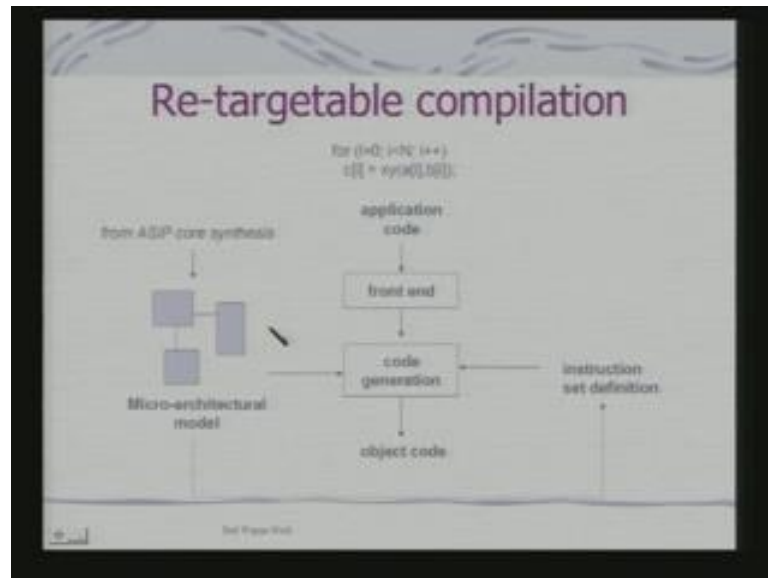 Re-targetable compilation
for (i=0; i<N; i++)
c[i] = xy(a[i],b[i]);
application
code
from ASIP core synthesis
front end
code
generation
instruction
set definition
Micro-architectural
model
object code